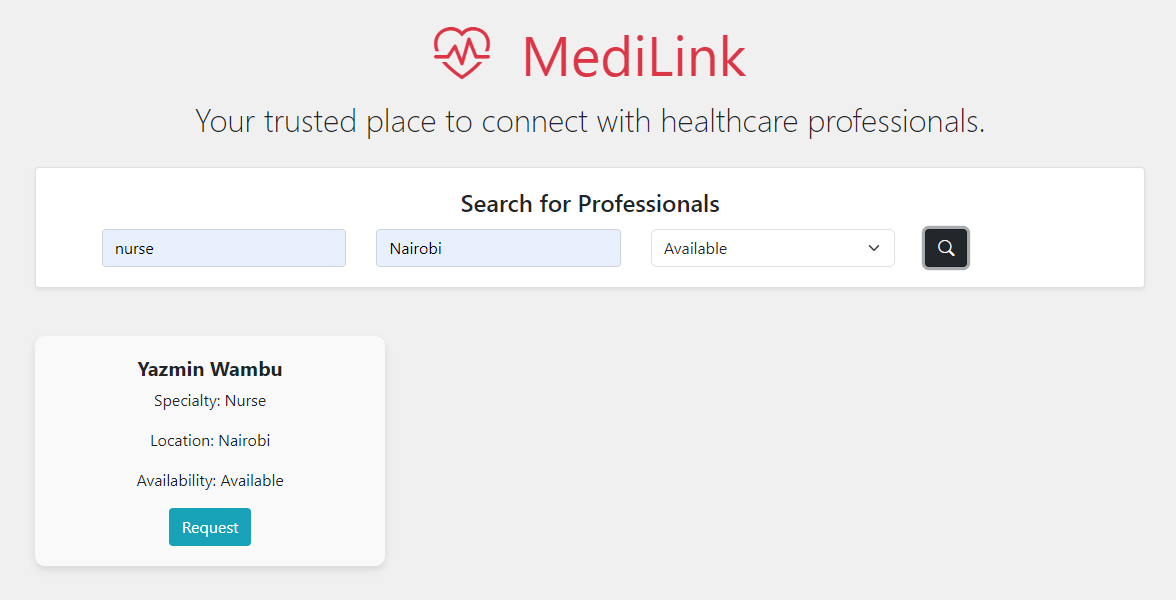 MediLink
Your trusted place to connect with healthcare professionals.
Search for Professionals
nurse
Nairobi
Available
Yazmin Wambu
Specialty: Nurse
Location: Nairobi
Availability: Available
Request